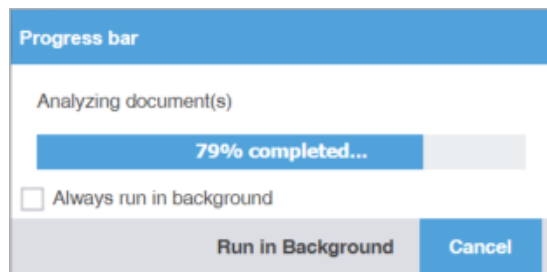 Progress bar
Analyzing document(s)
79% completed...
Always run in background
Run in Background Cancel